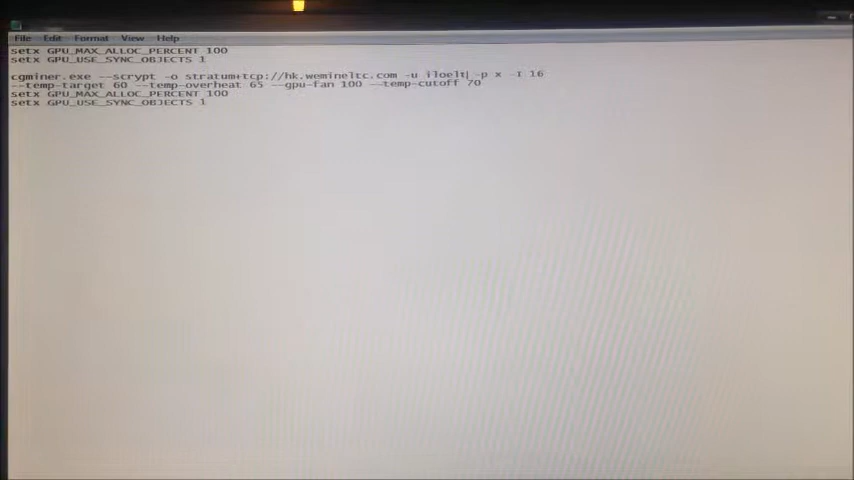 File Edit Format View Help
setx GPU_MAX_ALLOC_PERCENT 100
setx GPU_USE_SYNC_OBJECTS 1
cgminer.exe --scrypt -o stratum+tcp://hk.wemineltc.com -u iloelt -p x -I 16
--temp-target 60 --temp-overheat 65 --gpu-fan 100 --temp-cutoff 70
setx GPU_MAX_ALLOC_PERCENT 100
setx GPU_USE_SYNC_OBJECTS 1